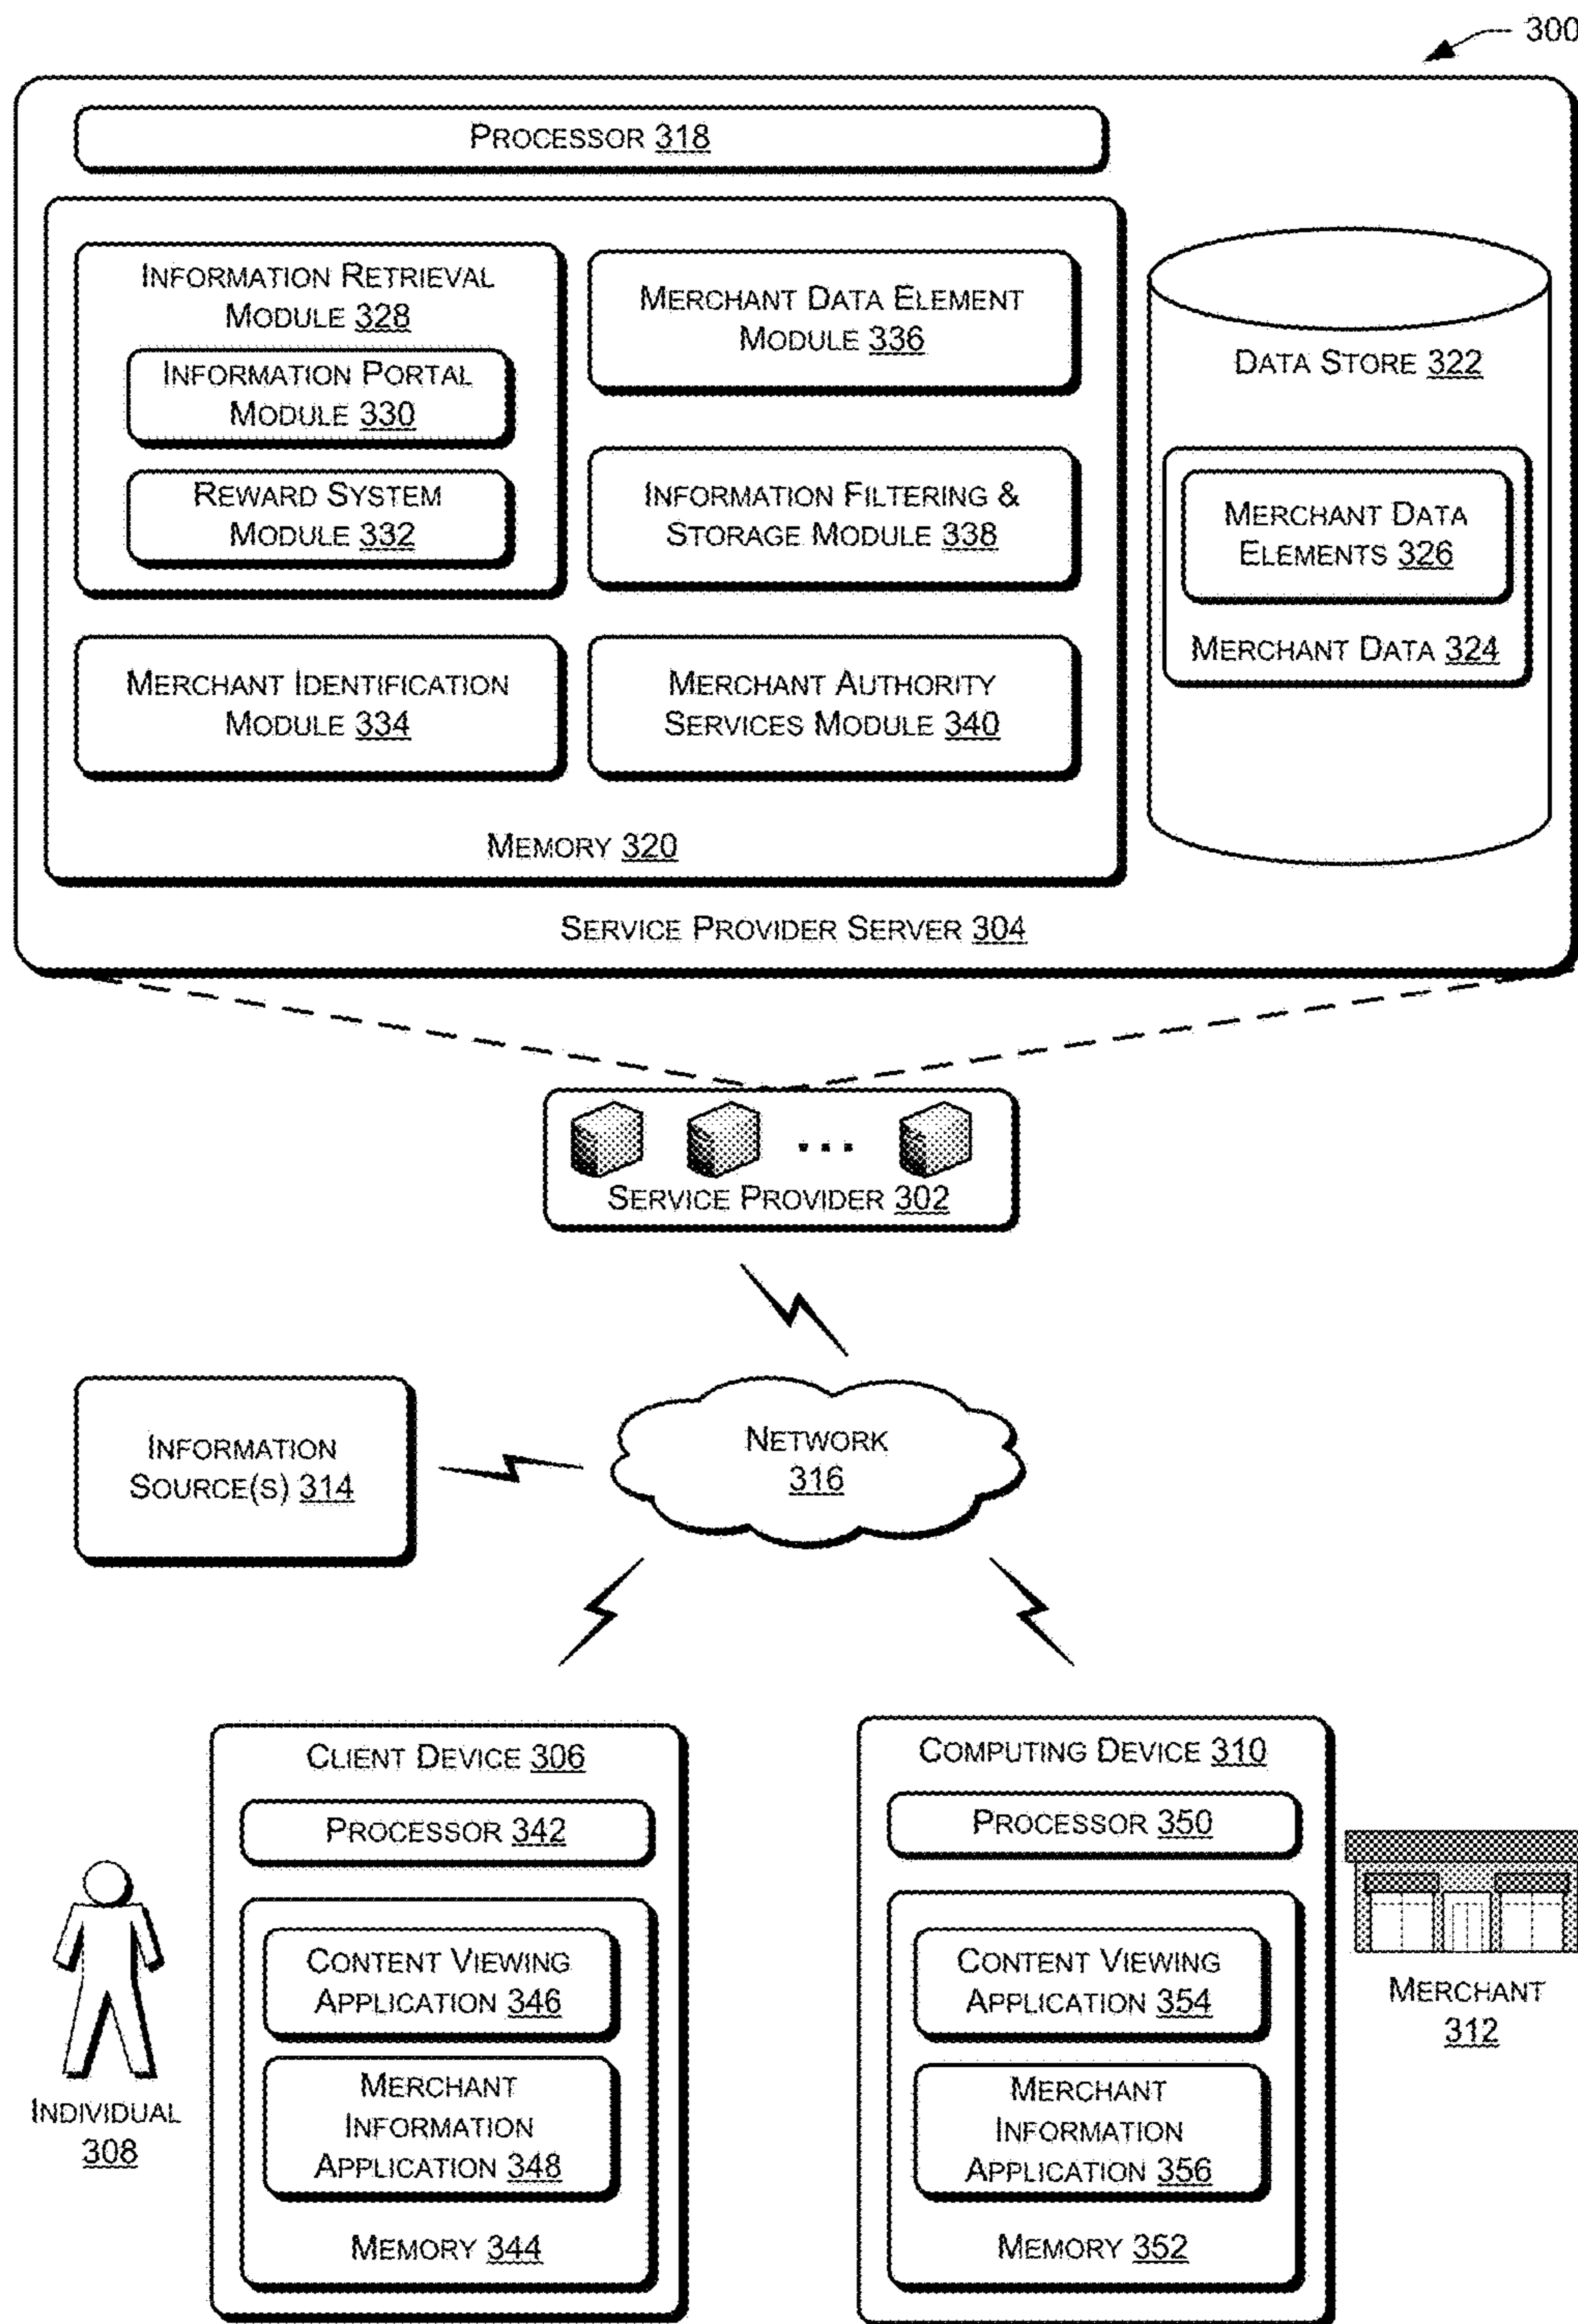 300
PROCESSOR 318
INFORMATION RETRIEVAL
MODULE 328
INFORMATION PORTAL
MODULE 330
REWARD SYSTEM
MODULE 332
MERCHANT DATA ELEMENT
MODULE 336
INFORMATION FILTERING &
STORAGE MODULE 338
MERCHANT IDENTIFICATION
MODULE 334
MERCHANT AUTHORITY
SERVICES MODULE 340
MEMORY 320
DATA STORE 322
MERCHANT DATA
ELEMENTS 326
MERCHANT DATA 324
SERVICE PROVIDER SERVER 304
...
SERVICE PROVIDER 302
INFORMATION
SOURCE(S) 314
NETWORK
316
INDIVIDUAL
308
CLIENT DEVICE 306
PROCESSOR 342
CONTENT VIEWING
APPLICATION 346
MERCHANT
INFORMATION
APPLICATION 348
MEMORY 344
COMPUTING DEVICE 310
PROCESSOR 350
CONTENT VIEWING
APPLICATION 354
MERCHANT
INFORMATION
APPLICATION 356
MEMORY 352
MERCHANT
312